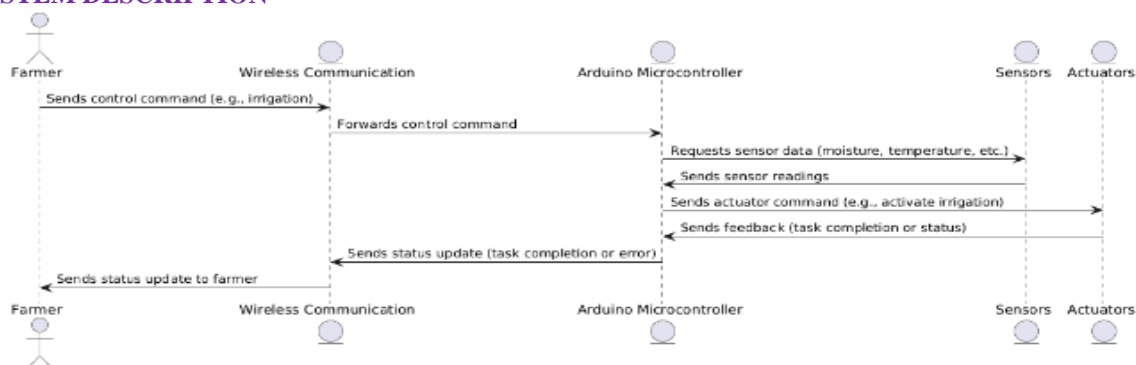 STEM DESCRIPTION
Farmer Wireless Communication Arduino Microcontroller Sensors Actuators
Sends control command (e.g., irrigation)
Forwards control command
Requests sensor data (moisture, temperature, etc.)
Sends sensor readings
Sends actuator command (e.g., activate irrigation)
Sends feedback (task completion or status)
Sends status update (task completion or error)
Sends status update to farmer
Farmer Wireless Communication Arduino Microcontroller Sensors Actuators